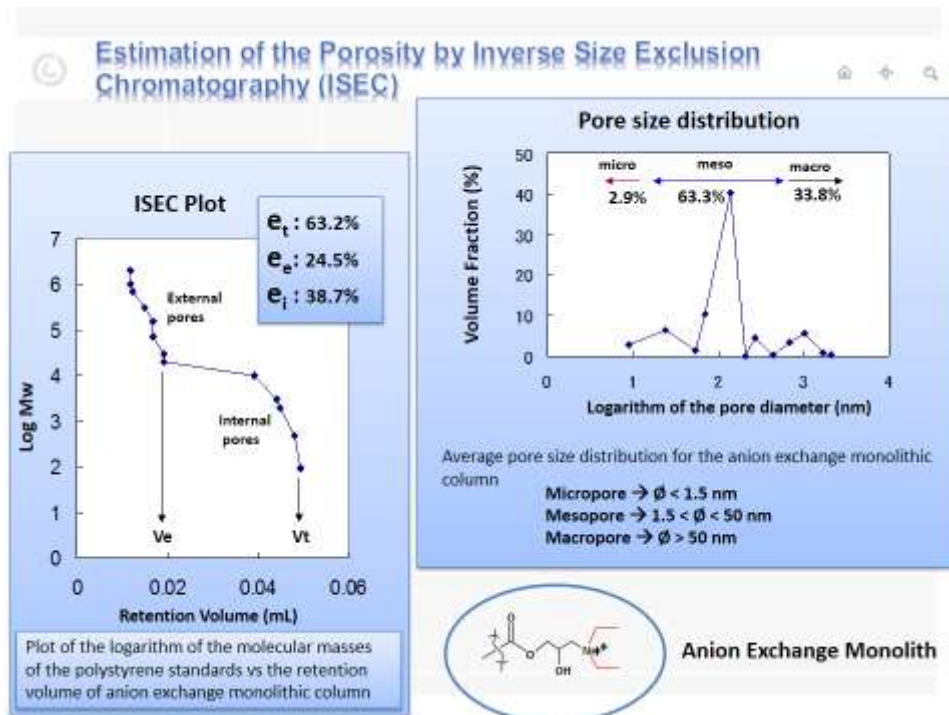 Estimation of the Porosity by Inverse Size Exclusion
Chromatography (ISEC)
©
ISEC Plot
e_t : 63.2%
e_e : 24.5%
e_i : 38.7%
7
6
5
4
3
2
1
0
Log Mw
External
pores
Internal
pores
Ve
Vt
0
0.02
0.04
0.06
Retention Volume (mL)
Plot of the logarithm of the molecular masses
of the polystyrene standards vs the retention
volume of anion exchange monolithic column
Pore size distribution
50
40
30
20
10
0
Volume Fraction (%)
micro
meso
macro
2.9%
63.3%
33.8%
0
1
2
3
4
Logarithm of the pore diameter (nm)
Average pore size distribution for the anion exchange monolithic
column
Micropore → Ø < 1.5 nm
Mesopore → 1.5 < Ø < 50 nm
Macropore → Ø > 50 nm
O
O
OH
Anion Exchange Monolith